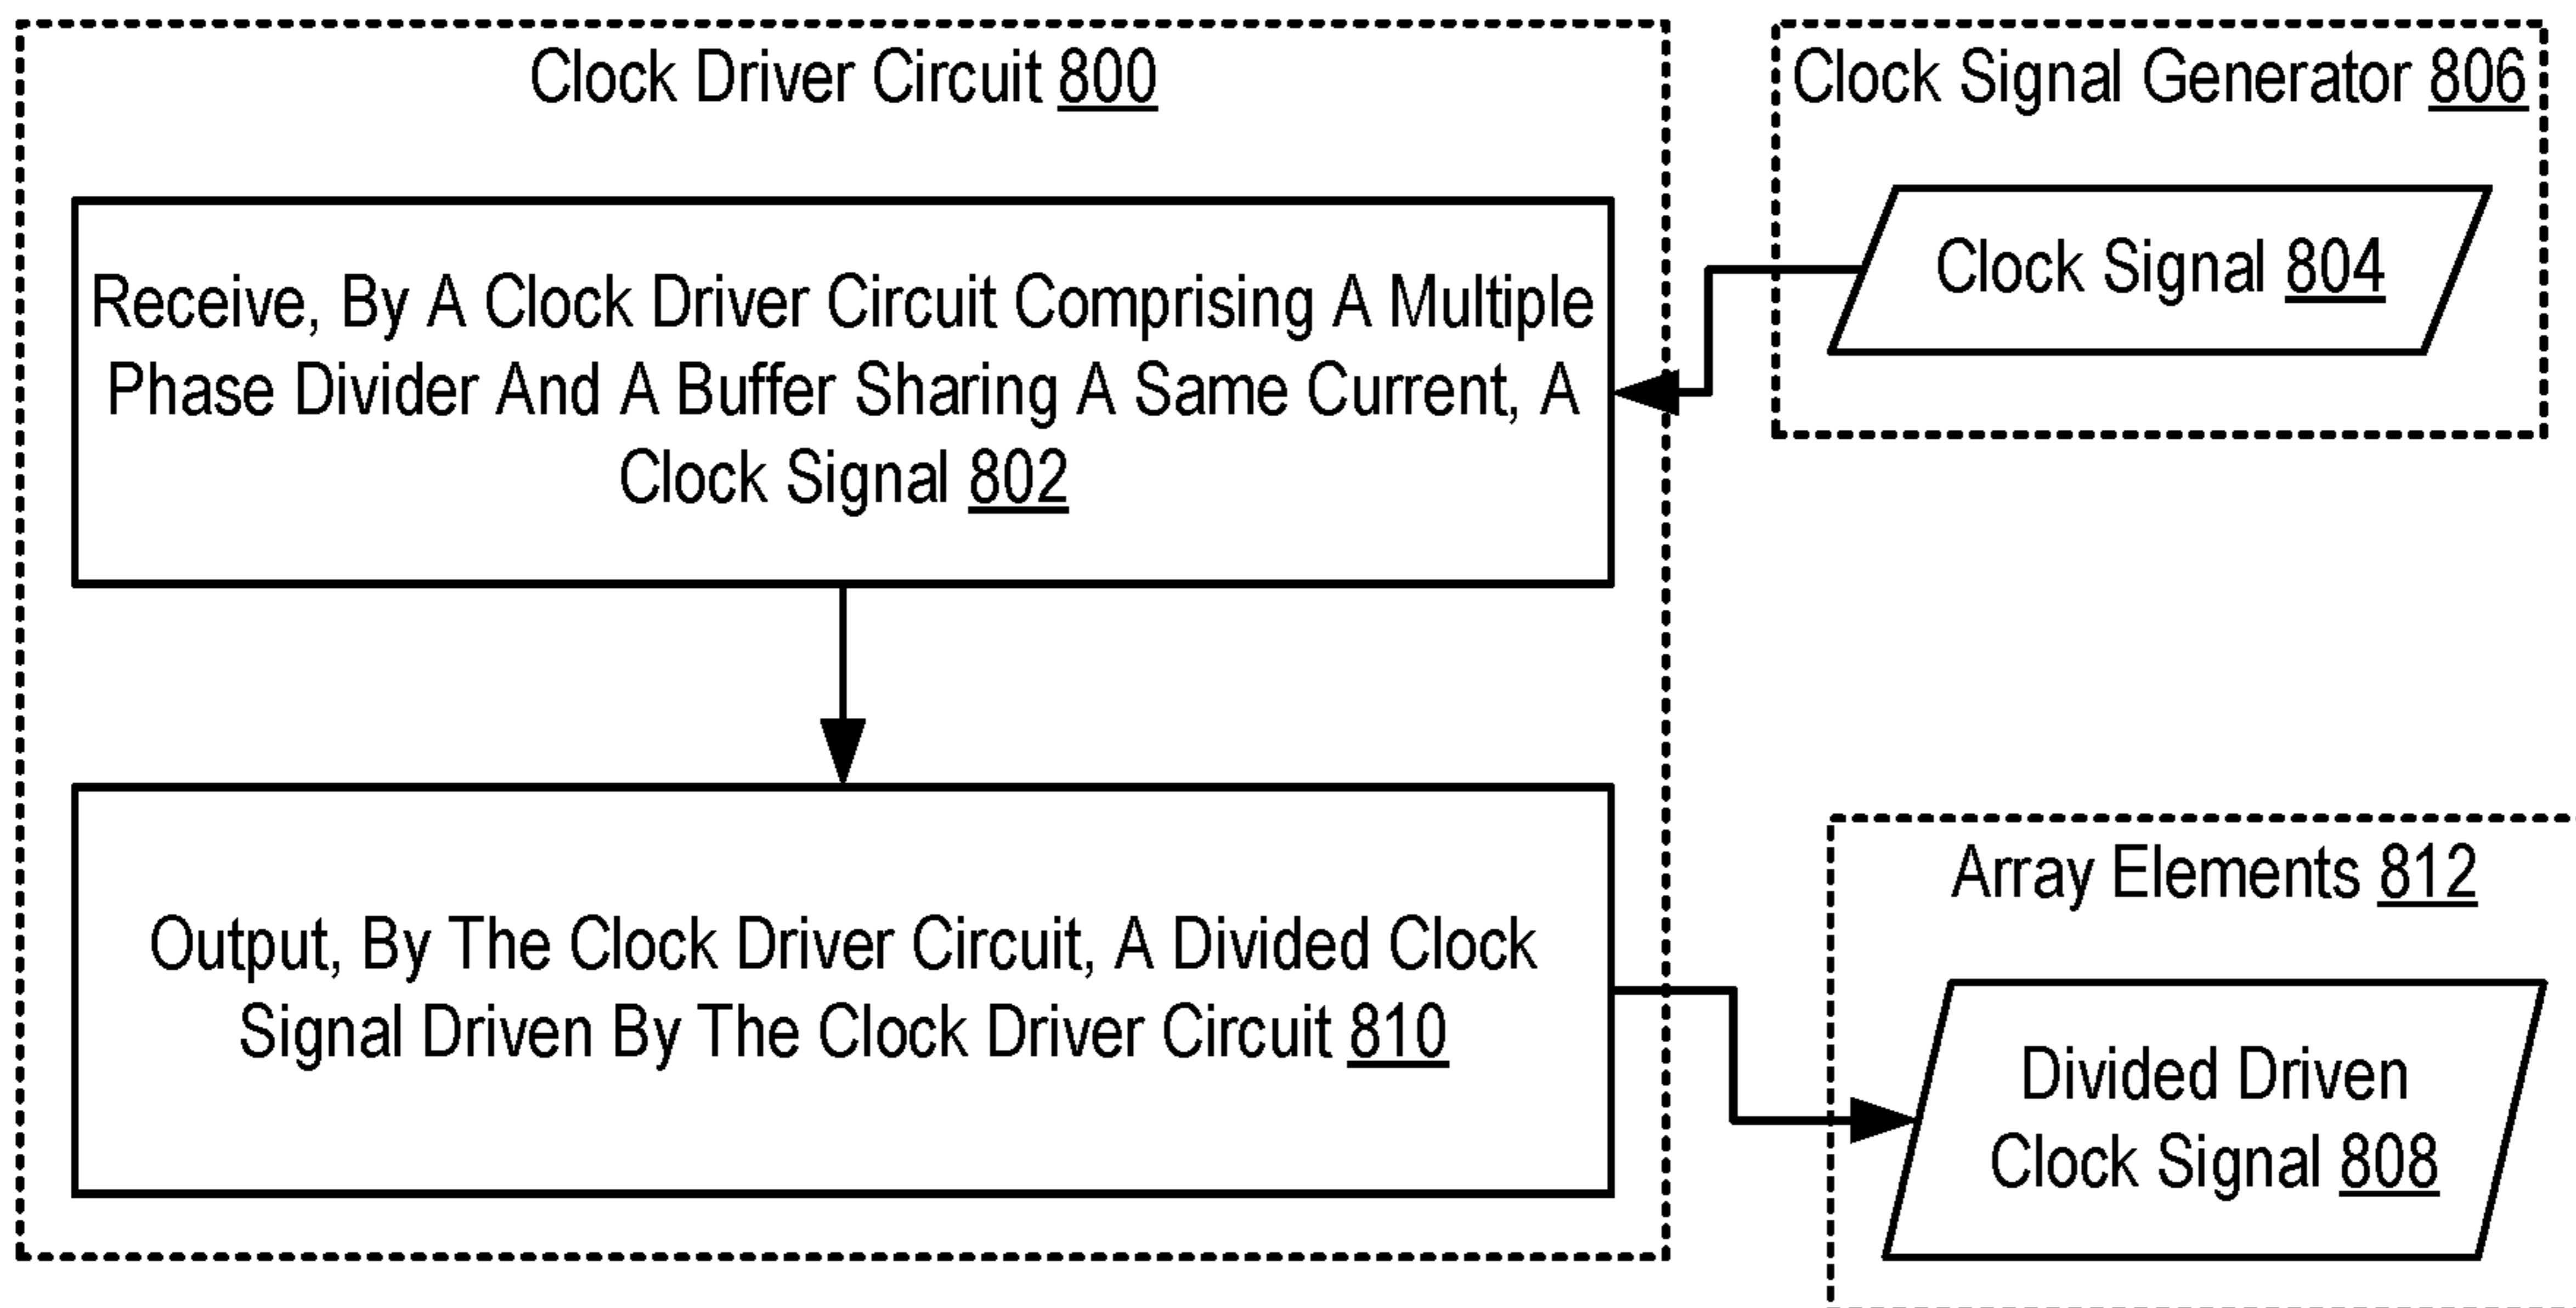 Clock Driver Circuit 800
Clock Signal Generator 806
Clock Signal 804
Receive, By A Clock Driver Circuit Comprising A Multiple
Phase Divider And A Buffer Sharing A Same Current, A
Clock Signal 802
Output, By The Clock Driver Circuit, A Divided Clock
Signal Driven By The Clock Driver Circuit 810
Array Elements 812
Divided Driven
Clock Signal 808